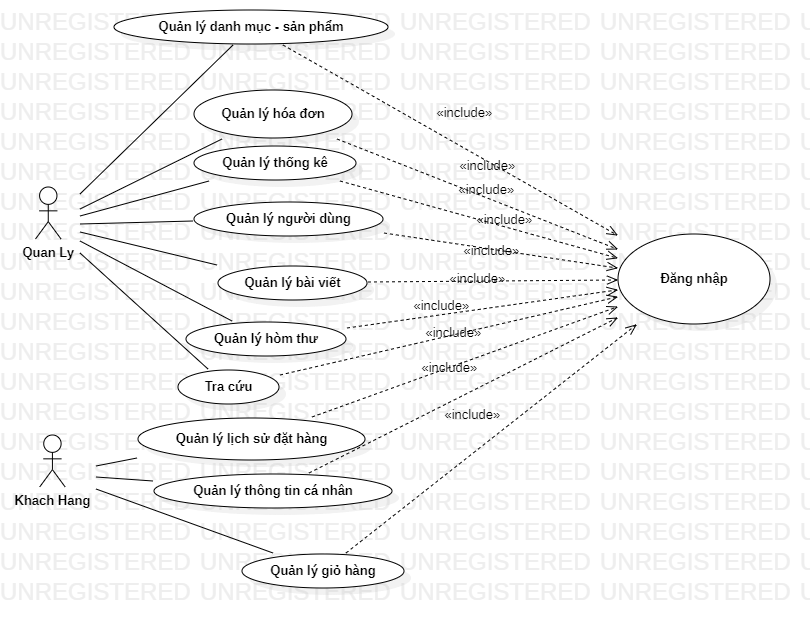 UNREGISTERED UNREGISTERED UNREGISTERED UNREGISTERED
Quản lý danh mục - sản phẩm
«include»
Quản lý hóa đơn
«include»
Quản lý thống kê
«include»
Quản lý người dùng
«include»
Quan Ly
«include»
Đăng nhập
Quản lý bài viết
«include»
«include»
Quản lý hòm thư
«include»
Tra cứu
«include»
Quản lý lịch sử đặt hàng
«include»
Quản lý thông tin cá nhân
Khach Hang
Quản lý giỏ hàng